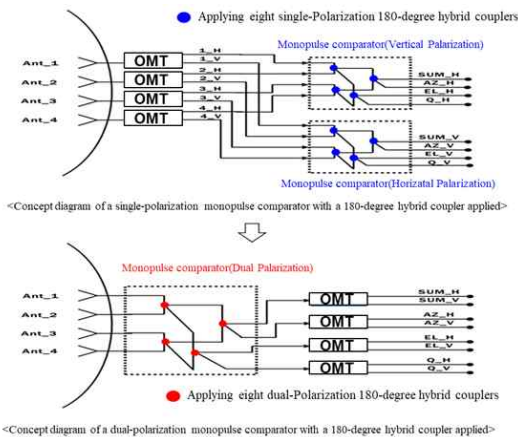 Applying eight single-Polarization 180-degree hybrid couplers
Monopulse comparator(Vertical Palarization)
Ant_1
Ant_2
Ant_3
Ant_4
OMT
OMT
OMT
OMT
1_H
1_V
2_H
2_V
3_H
3_V
4_H
4_V
SUM_H
AZ_H
EL_H
Q_H
SUM_V
AZ_V
EL_V
Q_V
Monopulse comparator(Horizatal Palarization)
<Concept diagram of a single-polarization monopulse comparator with a 180-degree hybrid coupler applied>
Monopulse comparator(Dual Palarization)
Ant_1
Ant_2
Ant_3
Ant_4
OMT
OMT
OMT
OMT
SUM_H
SUM_V
AZ_H
AZ_V
EL_H
EL_V
Q_H
Q_V
Applying eight dual-Polarization 180-degree hybrid couplers
<Concept diagram of a dual-polarization monopulse comparator with a 180-degree hybrid coupler applied>